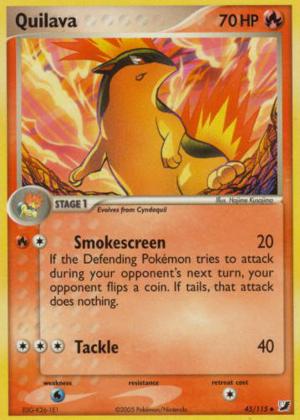 Quilava 70 HP
Illus. Hajime Kusajima
STAGE 1
Evolves from Cyndaquil
Smokescreen 20
If the Defending Pokémon tries to attack
during your opponent's next turn, your
opponent flips a coin. If tails, that attack
does nothing.
Tackle 40
weakness resistance retreat cost
©2005 Pokémon/Nintendo 45/115